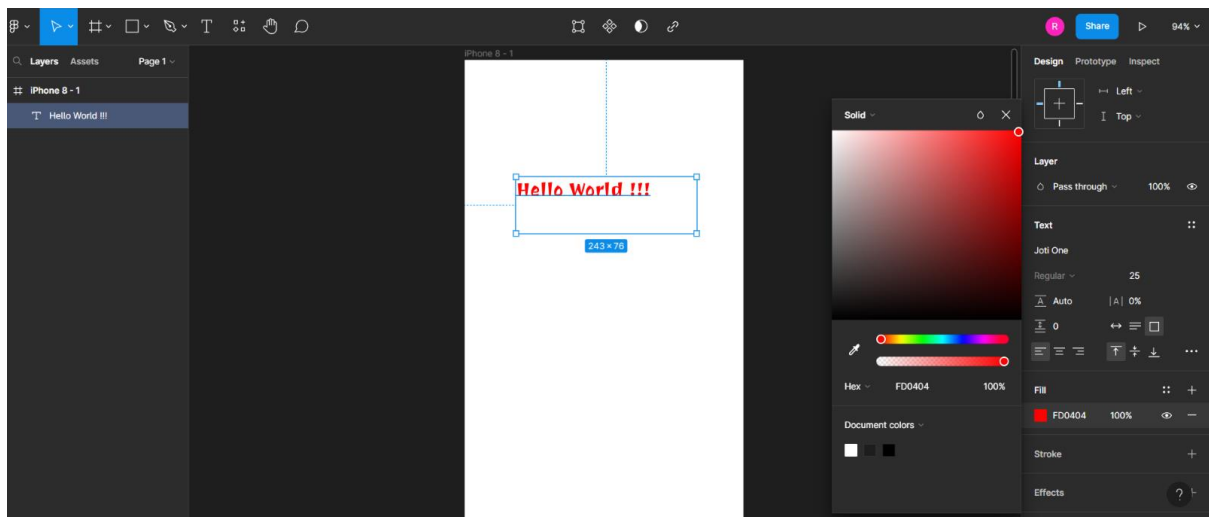 T
R
Share
94%
Layers
Assets
Page 1
iPhone 8 - 1
T Hello World !!!
iPhone 8 - 1
Hello World !!!
243 × 76
Solid
Hex
FD0404
100%
Document colors
Design
Prototype
Inspect
Left
Top
Layer
Pass through
100%
Text
Joti One
Regular
25
A Auto
|A| 0%
0
Fill
FD0404
100%
Stroke
Effects
?